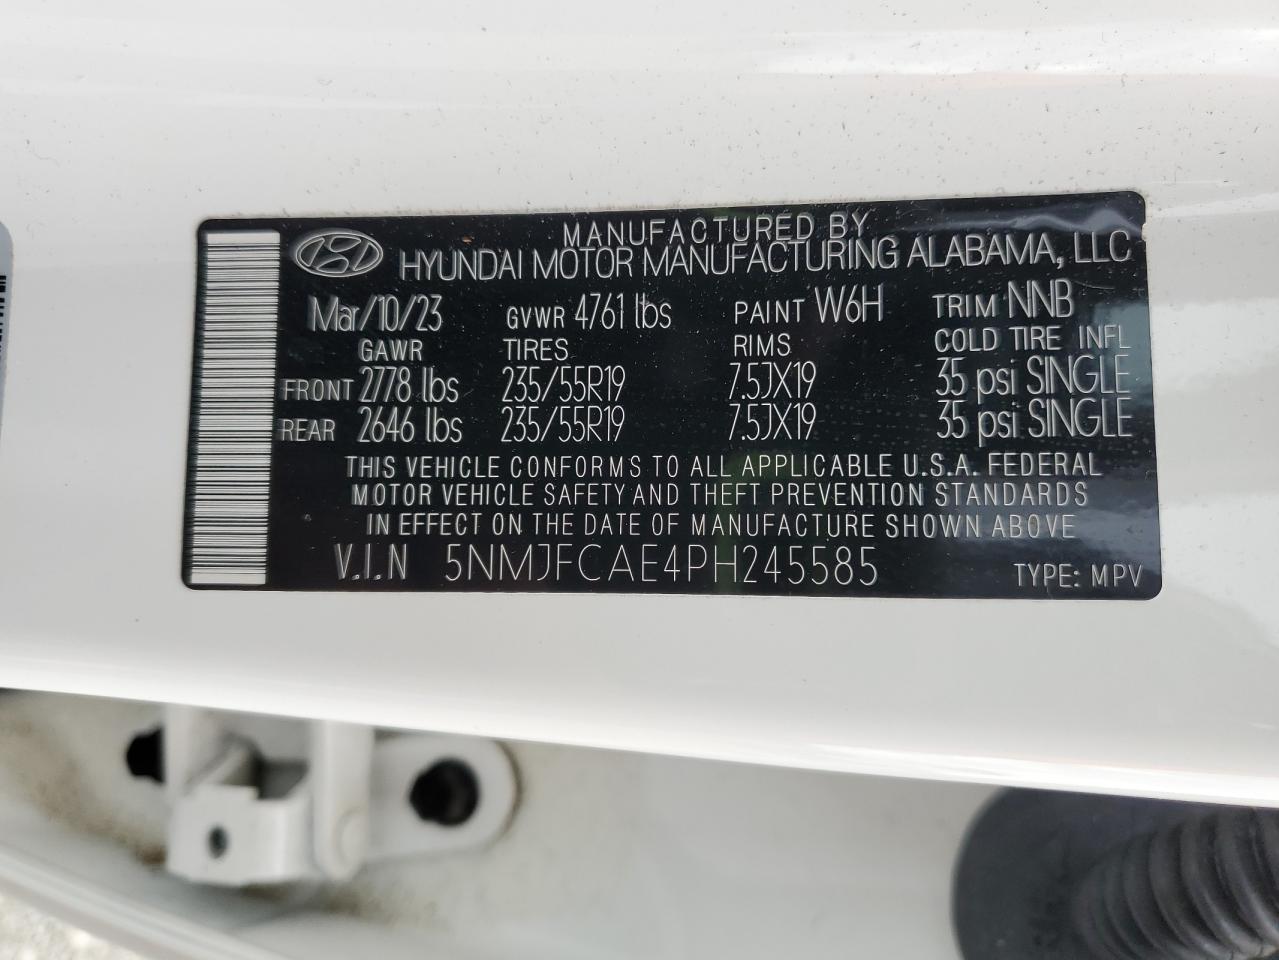 MANUFACTURED BY
HYUNDAI MOTOR MANUFACTURING ALABAMA, LLC
Mar/10/23 GVWR 4761 lbs PAINT W6H TRIM NNB
GAWR TIRES RIMS COLD TIRE INFL
FRONT 2778 lbs 235/55R19 7.5JX19 35 psi SINGLE
REAR 2646 lbs 235/55R19 7.5JX19 35 psi SINGLE
THIS VEHICLE CONFORMS TO ALL APPLICABLE U.S.A. FEDERAL
MOTOR VEHICLE SAFETY AND THEFT PREVENTION STANDARDS
IN EFFECT ON THE DATE OF MANUFACTURE SHOWN ABOVE
V.I.N 5NMJFCAE4PH245585 TYPE: MPV